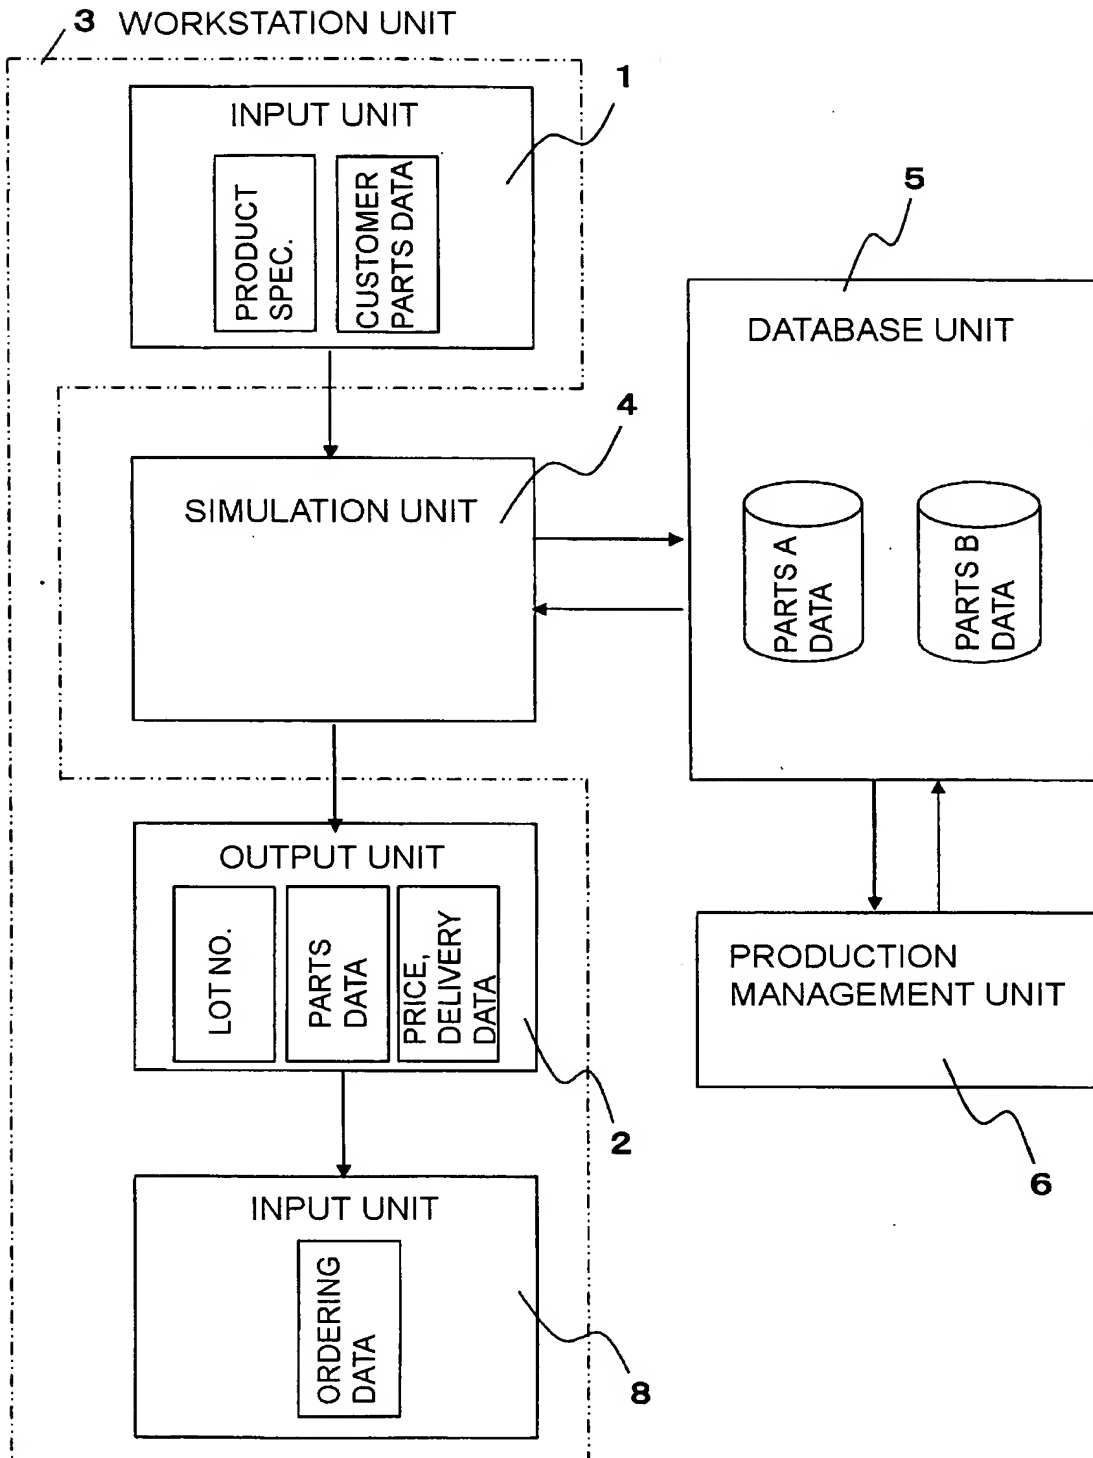 3 WORKSTATION UNIT
1
INPUT UNIT
PRODUCT
SPEC.
CUSTOMER
PARTS DATA
5
DATABASE UNIT
PARTS A
DATA
PARTS B
DATA
4
SIMULATION UNIT
OUTPUT UNIT
LOT NO.
PARTS
DATA
PRICE,
DELIVERY
DATA
2
PRODUCTION
MANAGEMENT UNIT
6
INPUT UNIT
ORDERING
DATA
8